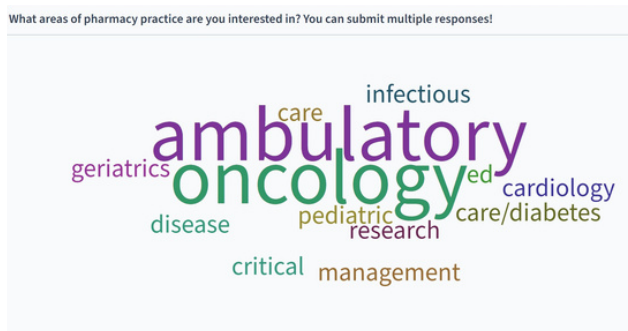 What areas of pharmacy practice are you interested in? You can submit multiple responses!
infectious
care
ambulatory
geriatrics
oncology
ed
cardiology
pediatric
care/diabetes
disease
research
critical
management